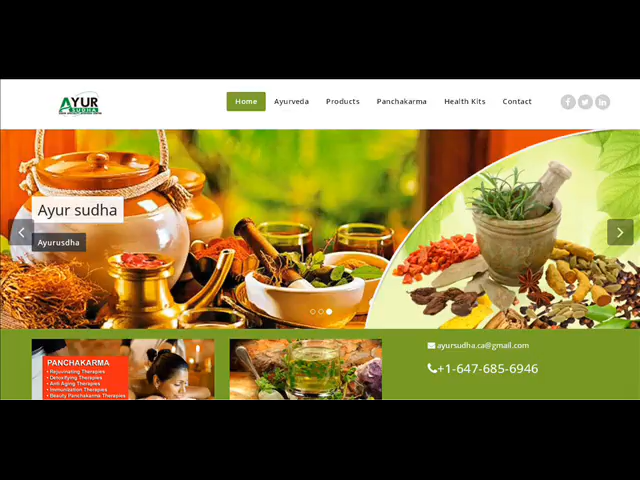 AYUR
SUDHA
Home
Ayurveda
Products
Panchakarma
Health Kits
Contact
Ayur sudha
Ayurusdha
PANCHAKARMA
• Rejuvinating Therapies
• Detoxifying Therapies
• Anti Aging Therapies
• Immunization Therapies
• Beauty Panchakarma Therapies
ayursudha.ca@gmail.com
+1-647-685-6946